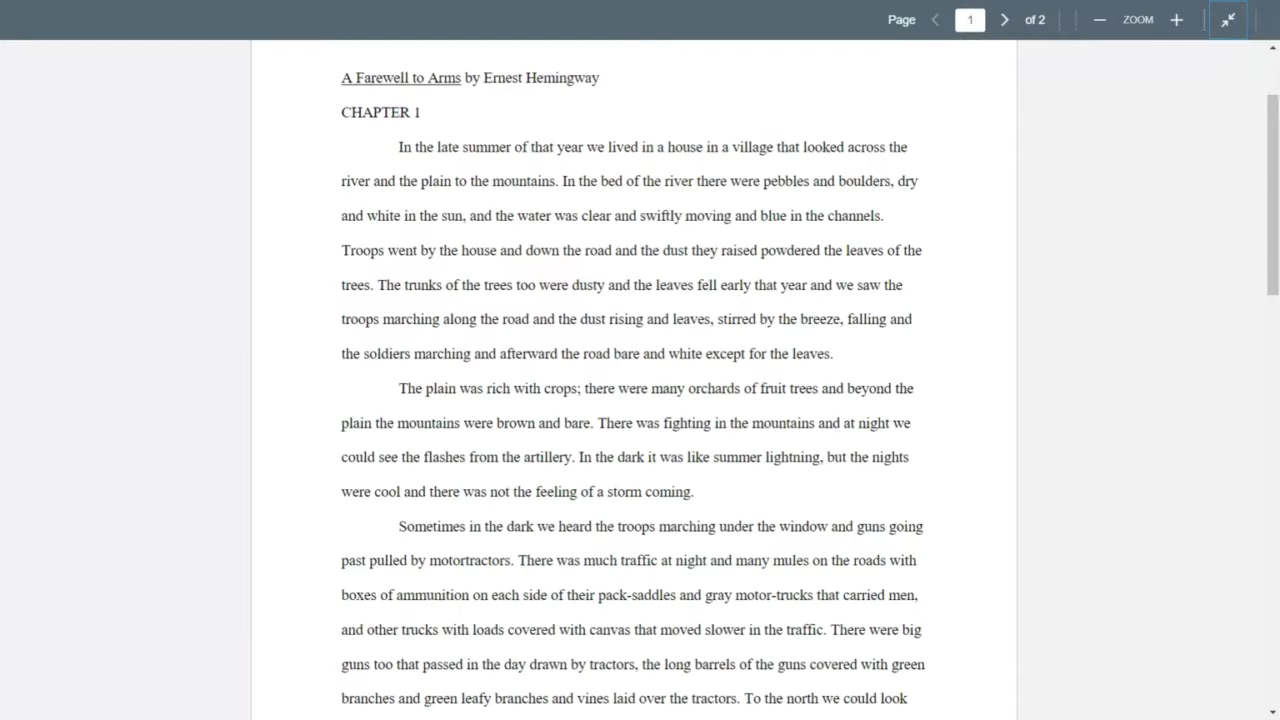 Page 1 of 2 ZOOM
A Farewell to Arms by Ernest Hemingway
CHAPTER 1
In the late summer of that year we lived in a house in a village that looked across the
river and the plain to the mountains. In the bed of the river there were pebbles and boulders, dry
and white in the sun, and the water was clear and swiftly moving and blue in the channels.
Troops went by the house and down the road and the dust they raised powdered the leaves of the
trees. The trunks of the trees too were dusty and the leaves fell early that year and we saw the
troops marching along the road and the dust rising and leaves, stirred by the breeze, falling and
the soldiers marching and afterward the road bare and white except for the leaves.
The plain was rich with crops; there were many orchards of fruit trees and beyond the
plain the mountains were brown and bare. There was fighting in the mountains and at night we
could see the flashes from the artillery. In the dark it was like summer lightning, but the nights
were cool and there was not the feeling of a storm coming.
Sometimes in the dark we heard the troops marching under the window and guns going
past pulled by motortractors. There was much traffic at night and many mules on the roads with
boxes of ammunition on each side of their pack-saddles and gray motor-trucks that carried men,
and other trucks with loads covered with canvas that moved slower in the traffic. There were big
guns too that passed in the day drawn by tractors, the long barrels of the guns covered with green
branches and green leafy branches and vines laid over the tractors. To the north we could look